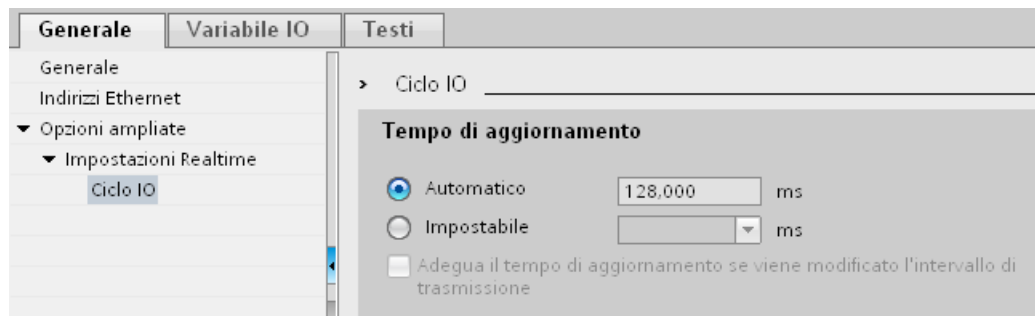 Generale Variabile IO Testi
Generale
Indirizzi Ethernet
Opzioni ampliate
Impostazioni Realtime
Ciclo IO
Ciclo IO
Tempo di aggiornamento
Automatico 128,000 ms
Impostabile ms
Adegua il tempo di aggiornamento se viene modificato l'intervallo di
trasmissione